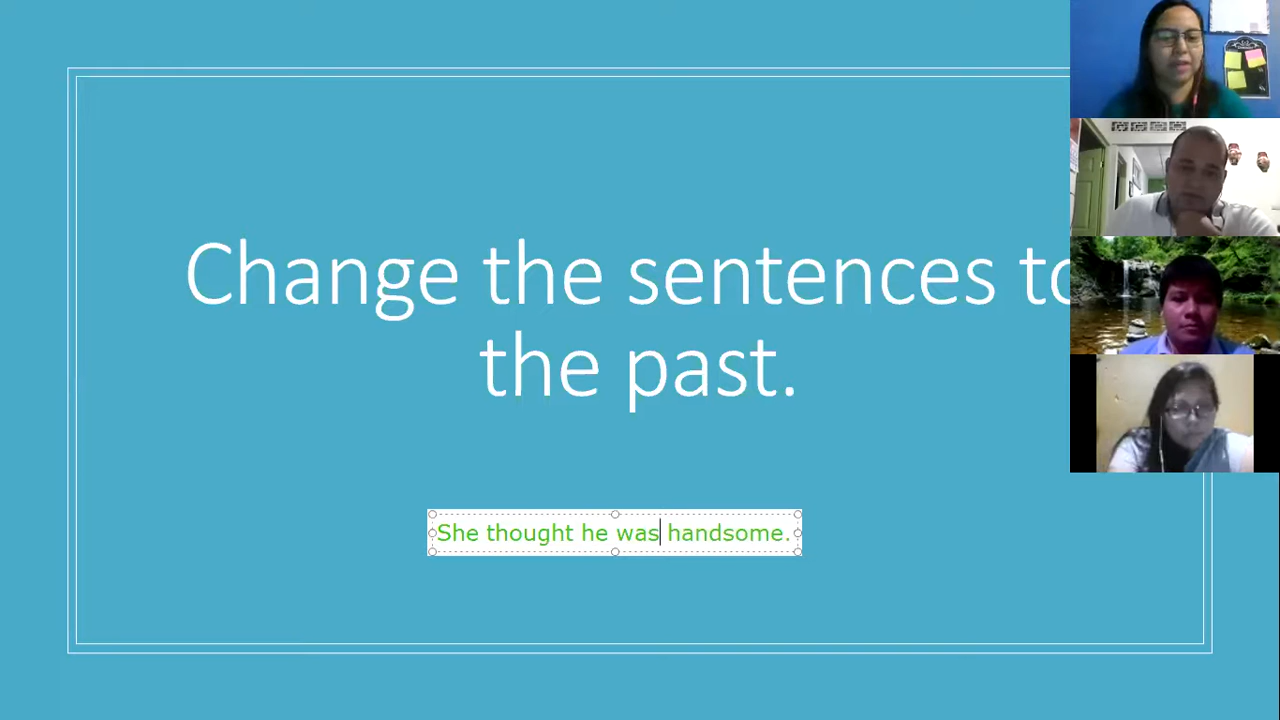 Change the sentences to
the past.
She thought he was handsome.